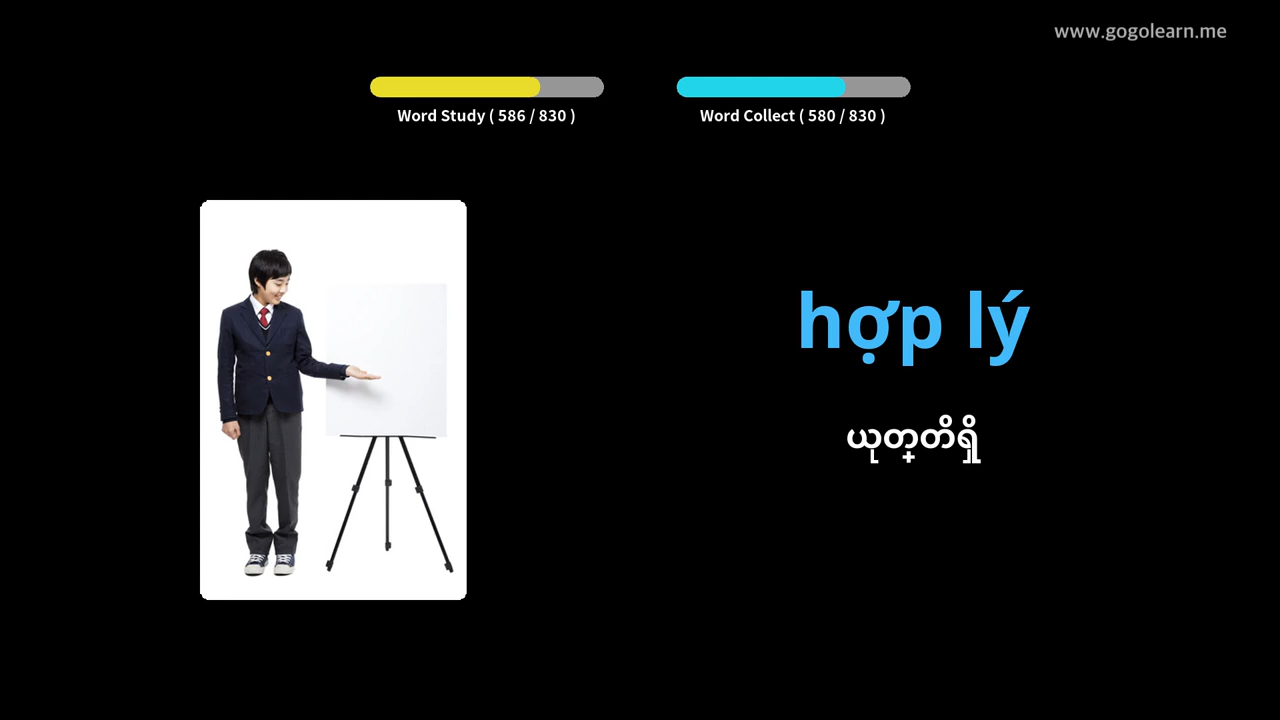 www.gogolearn.me
Word Study ( 586 / 830 )
Word Collect ( 580 / 830 )
hợp lý
ယုတ္တိရှိ